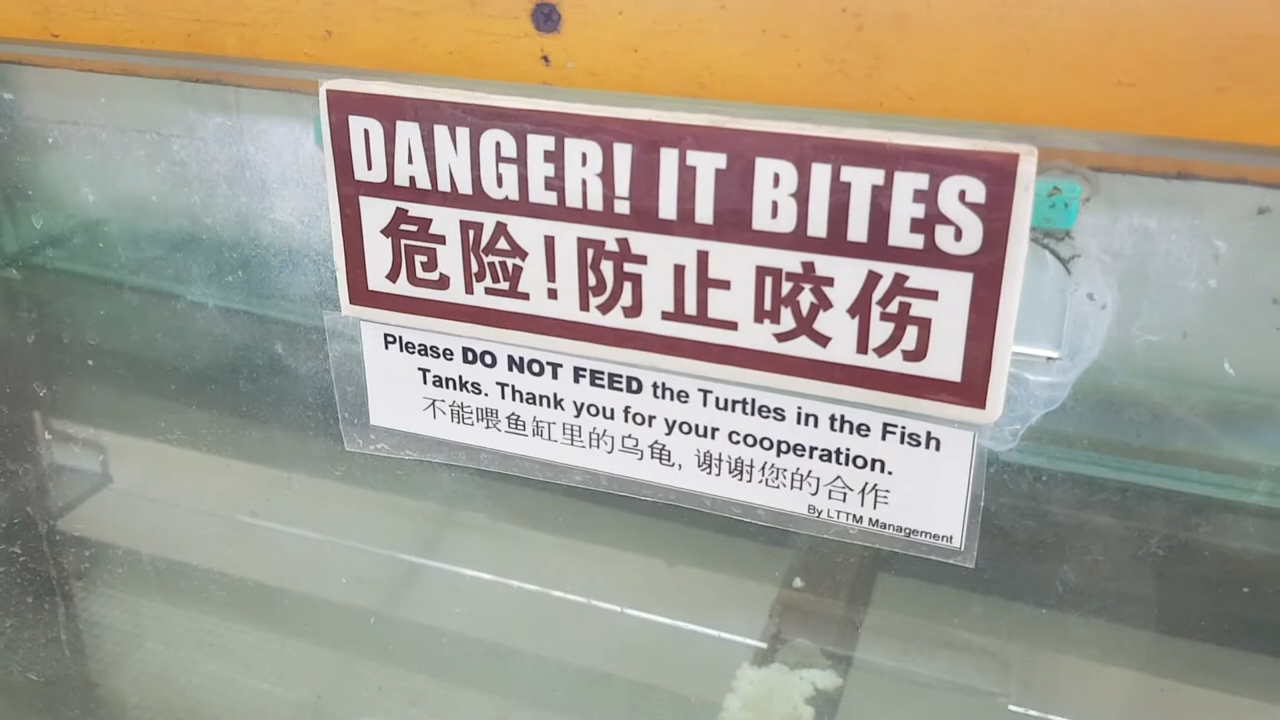 DANGER! IT BITES
危险!防止咬伤
Please DO NOT FEED the Turtles in the Fish
Tanks. Thank you for your cooperation.
不能喂鱼缸里的乌龟, 谢谢您的合作
By LTTM Management